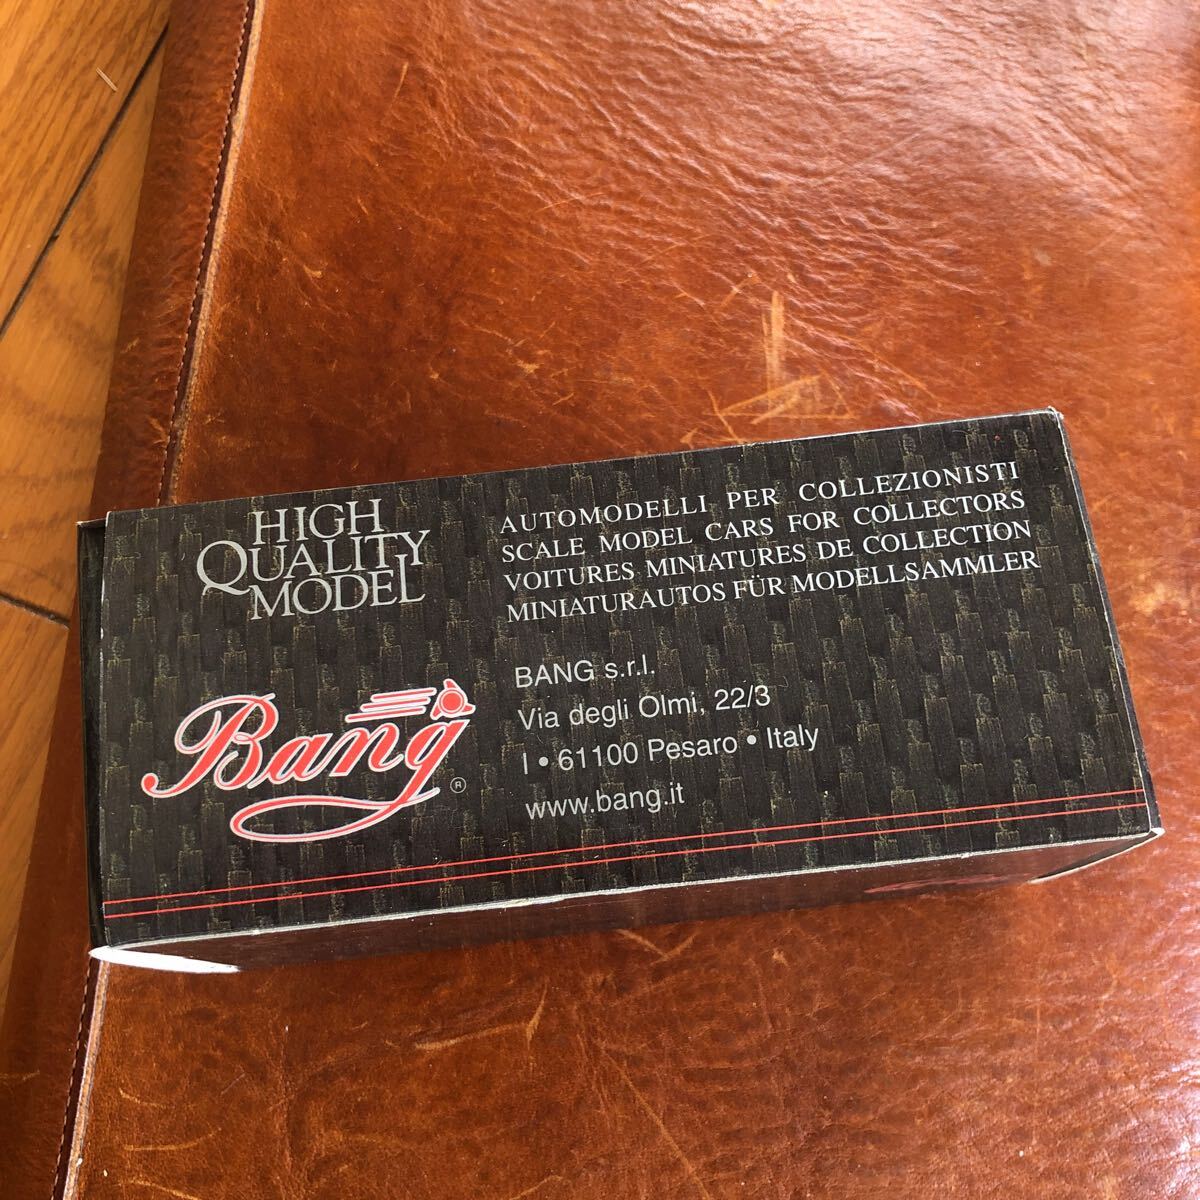 HIGH
QUALITY
MODEL
AUTOMODELLI PER COLLEZIONISTI
SCALE MODEL CARS FOR COLLECTORS
VOITURES MINIATURES DE COLLECTION
MINIATURAUTOS FÜR MODELLSAMMLER
Bang®
BANG s.r.l.
Via degli Olmi, 22/3
I • 61100 Pesaro • Italy
www.bang.it